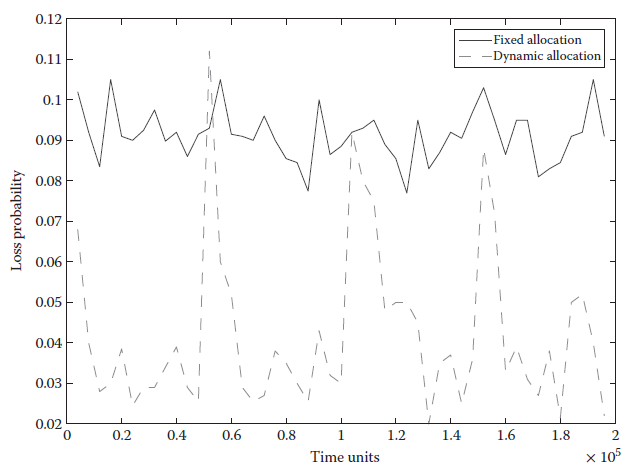 0.12
0.11
0.1
0.09
0.08
0.07
0.06
0.05
0.04
0.03
0.02
Loss probability
Fixed allocation
Dynamic allocation
0 0.2 0.4 0.6 0.8 1 1.2 1.4 1.6 1.8 2
Time units
× 10⁵